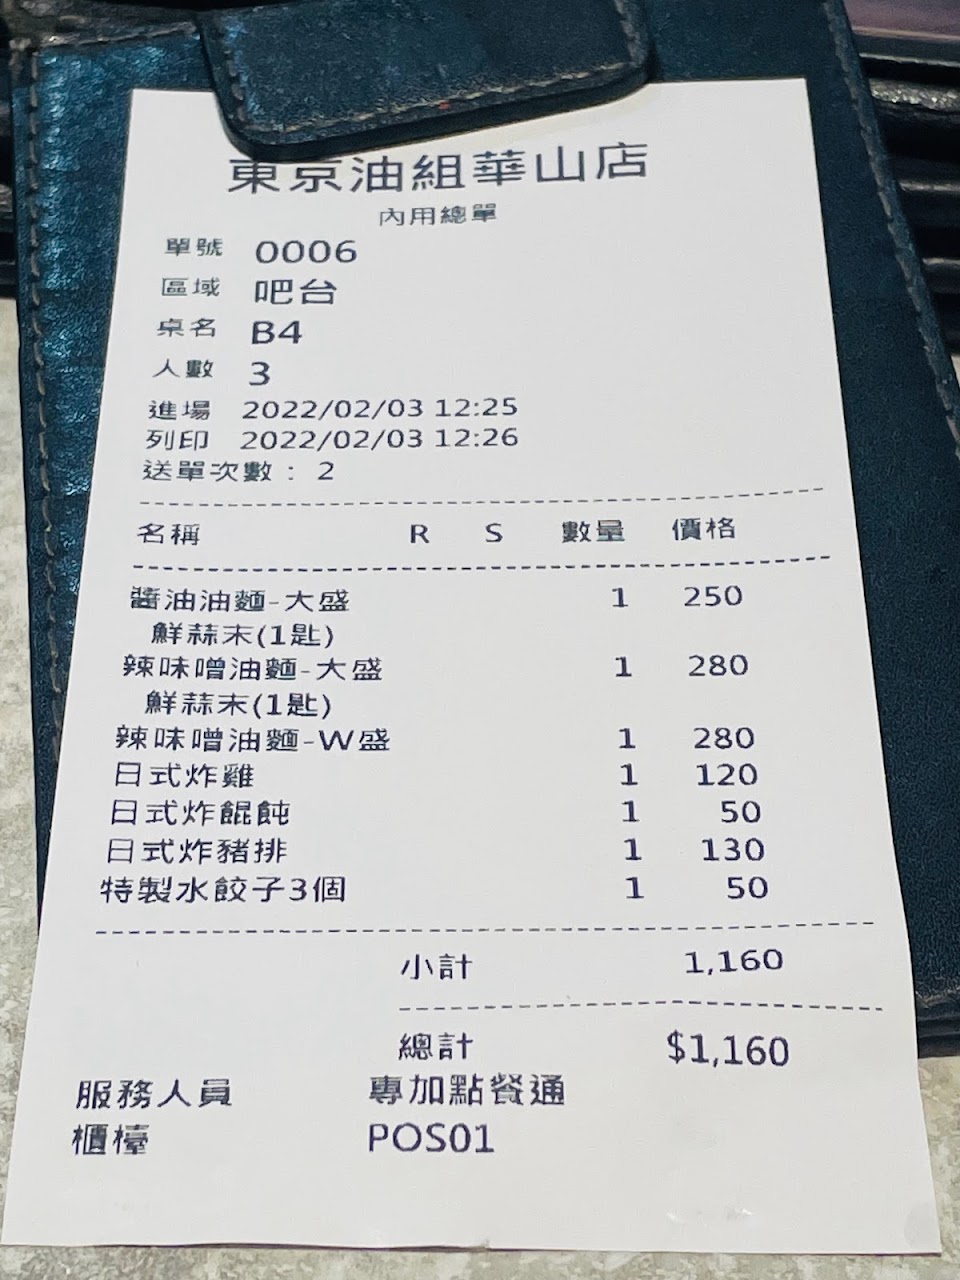 東京油組華山店
內用總單
單號 0006
區域 吧台
桌名 B4
人數 3
進場 2022/02/03 12:25
列印 2022/02/03 12:26
送單次數: 2
名稱 R S 數量 價格
醬油油麵-大盛 1 250
鮮蒜末(1匙)
辣味噌油麵-大盛 1 280
鮮蒜末(1匙)
辣味噌油麵-W盛 1 280
日式炸雞 1 120
日式炸餛飩 1 50
日式炸豬排 1 130
特製水餃子3個 1 50
小計 1,160
總計 $1,160
服務人員 專加點餐通
櫃檯 POS01